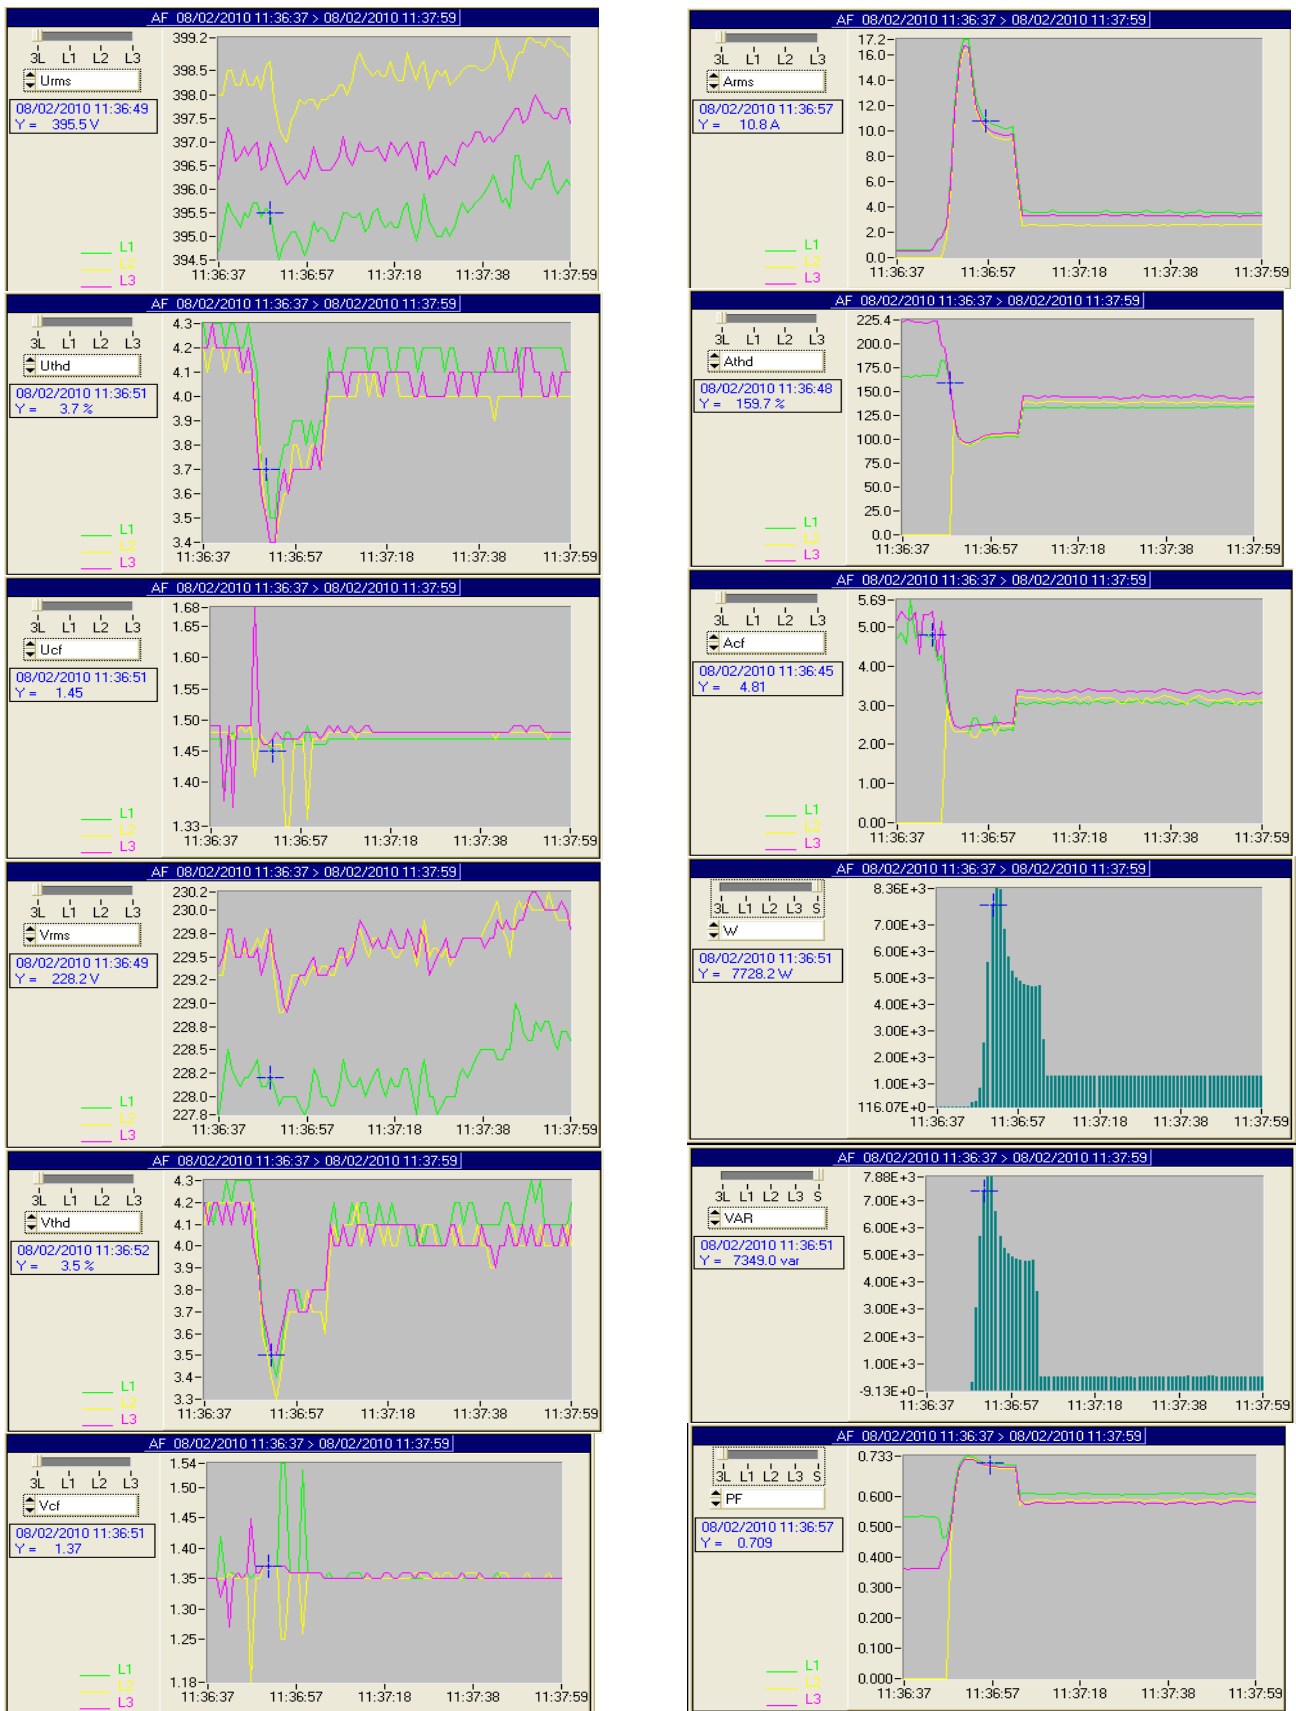 AF 08/02/2010 11:36:37 > 08/02/2010 11:37:59
3L L1 L2 L3
Urms
08/02/2010 11:36:49
Y = 395.5 V
L1
L2
L3
399.2
398.5
398.0
397.5
397.0
396.5
396.0
395.5
395.0
394.5
11:36:37 11:36:57 11:37:18 11:37:38 11:37:59
AF 08/02/2010 11:36:37 > 08/02/2010 11:37:59
3L L1 L2 L3
Uthd
08/02/2010 11:36:51
Y = 3.7 %
L1
L2
L3
4.3
4.2
4.1
4.0
3.9
3.8
3.7
3.6
3.5
3.4
11:36:37 11:36:57 11:37:18 11:37:38 11:37:59
AF 08/02/2010 11:36:37 > 08/02/2010 11:37:59
3L L1 L2 L3
Ucf
08/02/2010 11:36:51
Y = 1.45
L1
L2
L3
1.68
1.65
1.60
1.55
1.50
1.45
1.40
1.33
11:36:37 11:36:57 11:37:18 11:37:38 11:37:59
AF 08/02/2010 11:36:37 > 08/02/2010 11:37:59
3L L1 L2 L3
Vrms
08/02/2010 11:36:49
Y = 228.2 V
L1
L2
L3
230.2
230.0
229.8
229.5
229.2
229.0
228.8
228.5
228.2
228.0
227.8
11:36:37 11:36:57 11:37:18 11:37:38 11:37:59
AF 08/02/2010 11:36:37 > 08/02/2010 11:37:59
3L L1 L2 L3
Vthd
08/02/2010 11:36:52
Y = 3.5 %
L1
L2
L3
4.3
4.2
4.1
4.0
3.9
3.8
3.7
3.6
3.5
3.4
3.3
11:36:37 11:36:57 11:37:18 11:37:38 11:37:59
AF 08/02/2010 11:36:37 > 08/02/2010 11:37:59
3L L1 L2 L3
Vcf
08/02/2010 11:36:51
Y = 1.37
L1
L2
L3
1.54
1.50
1.45
1.40
1.35
1.30
1.25
1.18
11:36:37 11:36:57 11:37:18 11:37:38 11:37:59
AF 08/02/2010 11:36:37 > 08/02/2010 11:37:59
3L L1 L2 L3
Arms
08/02/2010 11:36:57
Y = 10.8 A
L1
L2
L3
17.2
16.0
14.0
12.0
10.0
8.0
6.0
4.0
2.0
0.0
11:36:37 11:36:57 11:37:18 11:37:38 11:37:59
AF 08/02/2010 11:36:37 > 08/02/2010 11:37:59
3L L1 L2 L3
Athd
08/02/2010 11:36:48
Y = 159.7 %
L1
L2
L3
225.4
200.0
175.0
150.0
125.0
100.0
75.0
50.0
25.0
0.0
11:36:37 11:36:57 11:37:18 11:37:38 11:37:59
AF 08/02/2010 11:36:37 > 08/02/2010 11:37:59
3L L1 L2 L3
Acf
08/02/2010 11:36:45
Y = 4.81
L1
L2
L3
5.69
5.00
4.00
3.00
2.00
1.00
0.00
11:36:37 11:36:57 11:37:18 11:37:38 11:37:59
AF 08/02/2010 11:36:37 > 08/02/2010 11:37:59
3L L1 L2 L3 S
W
08/02/2010 11:36:51
Y = 7728.2 W
8.36E+3
7.00E+3
6.00E+3
5.00E+3
4.00E+3
3.00E+3
2.00E+3
1.00E+3
116.07E+0
11:36:37 11:36:57 11:37:18 11:37:38 11:37:59
AF 08/02/2010 11:36:37 > 08/02/2010 11:37:59
3L L1 L2 L3 S
VAR
08/02/2010 11:36:51
Y = 7349.0 var
7.88E+3
7.00E+3
6.00E+3
5.00E+3
4.00E+3
3.00E+3
2.00E+3
1.00E+3
-9.13E+0
11:36:37 11:36:57 11:37:18 11:37:38 11:37:59
AF 08/02/2010 11:36:37 > 08/02/2010 11:37:59
3L L1 L2 L3 S
PF
08/02/2010 11:36:57
Y = 0.709
L1
L2
L3
0.733
0.600
0.500
0.400
0.300
0.200
0.100
0.000
11:36:37 11:36:57 11:37:18 11:37:38 11:37:59